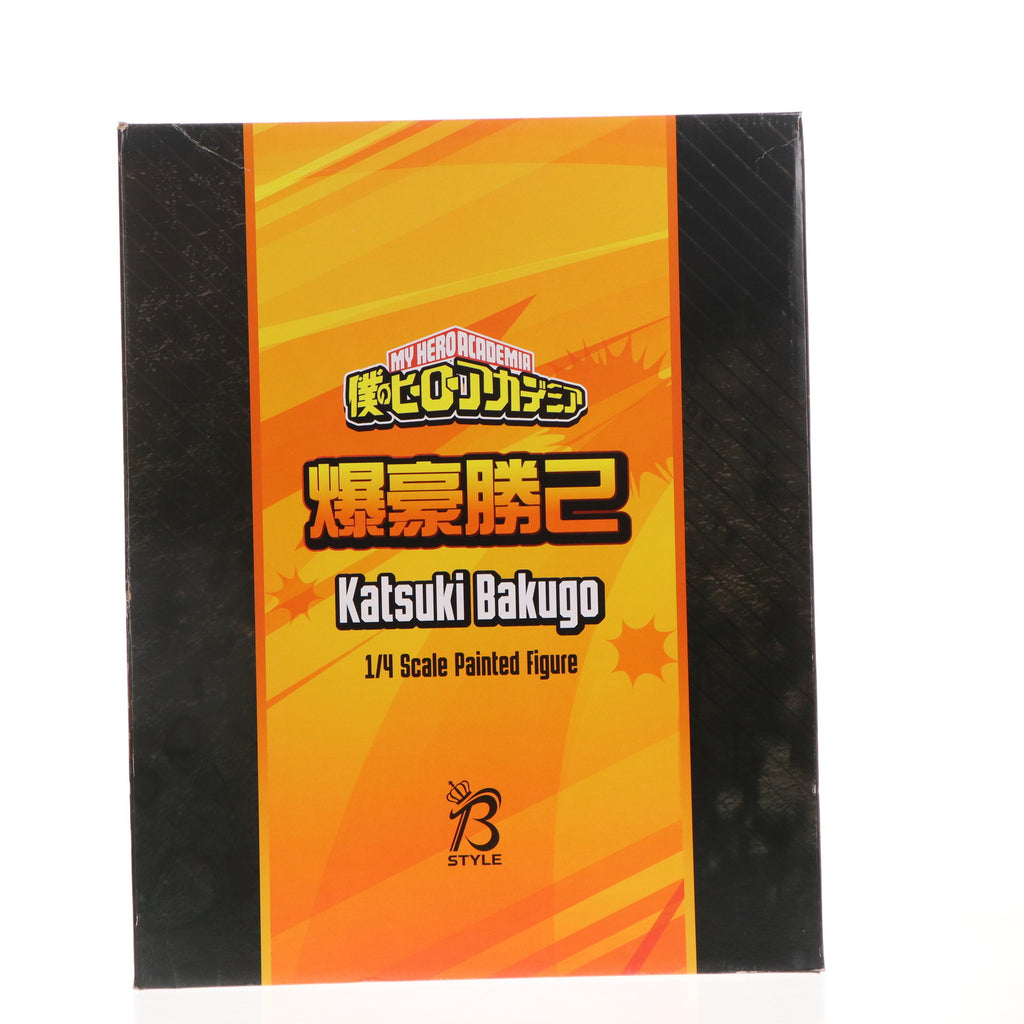 MY HERO ACADEMIA
僕のヒーローアカデミア
爆豪勝己
Katsuki Bakugo
1/4 Scale Painted Figure
B
STYLE